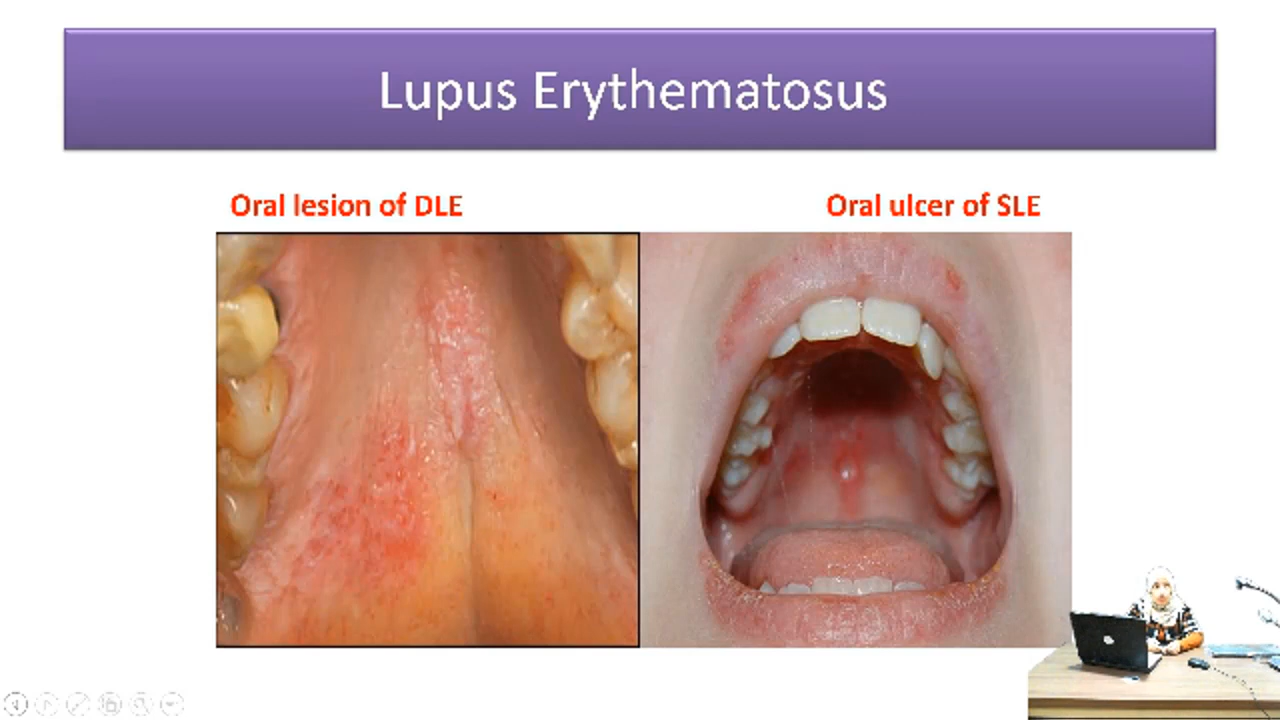 Lupus Erythematosus
Oral lesion of DLE
Oral ulcer of SLE